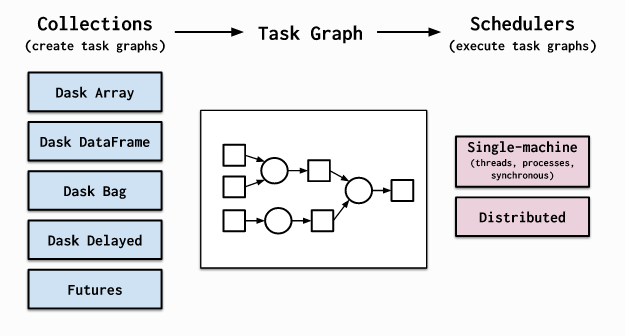 Collections
(create task graphs)
Task Graph
Schedulers
(execute task graphs)
Dask Array
Dask DataFrame
Dask Bag
Dask Delayed
Futures
Single-machine
(threads, processes,
synchronous)
Distributed